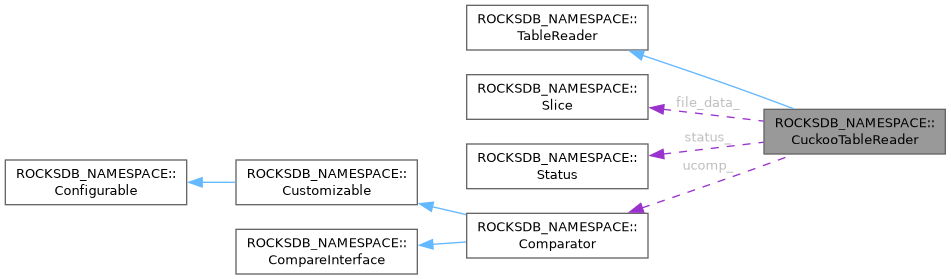 ROCKSDB_NAMESPACE::
TableReader
ROCKSDB_NAMESPACE::
Slice
file_data_
ROCKSDB_NAMESPACE::
CuckooTableReader
status_
ROCKSDB_NAMESPACE::
Status
ucomp_
ROCKSDB_NAMESPACE::
Configurable
ROCKSDB_NAMESPACE::
Customizable
ROCKSDB_NAMESPACE::
Comparator
ROCKSDB_NAMESPACE::
CompareInterface